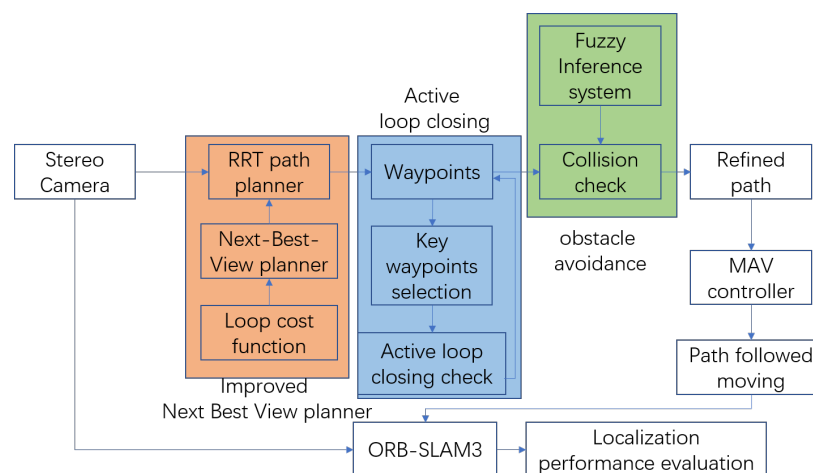 Fuzzy
Inference
system
Active
loop closing
Stereo
Camera
RRT path
planner
Waypoints
Collision
check
Refined
path
Next-Best-
View planner
Key
waypoints
selection
obstacle
avoidance
MAV
controller
Loop cost
function
Active loop
closing check
Path followed
moving
Improved
Next Best View planner
ORB-SLAM3
Localization
performance evaluation